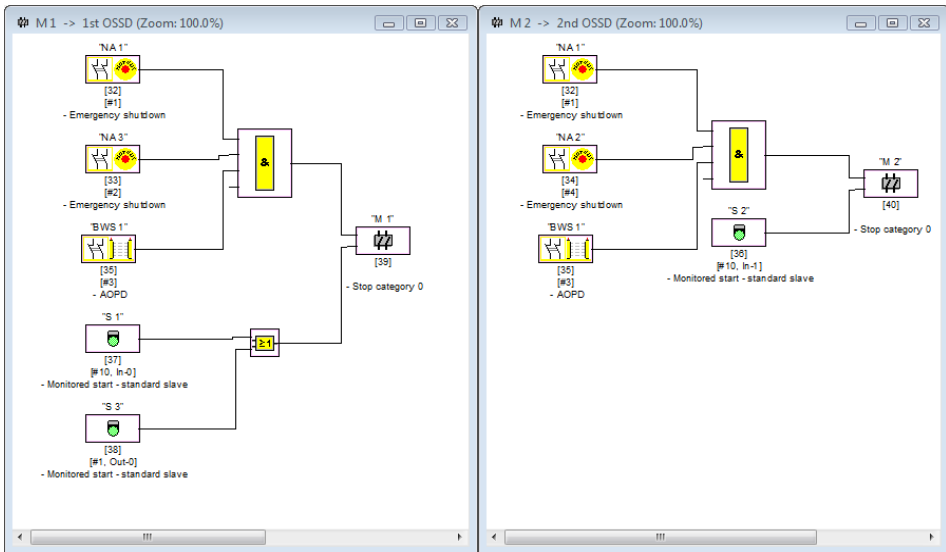 M 1 -> 1st OSSD (Zoom: 100.0%)
"NA 1"
[32]
[#1]
- Emergency shutdown
"NA 3"
[33]
[#2]
- Emergency shutdown
&
"BWS 1"
[35]
[#3]
- AOPD
"M 1"
[39]
- Stop category 0
"S 1"
[37]
[#10, In-0]
- Monitored start - standard slave
≥1
"S 3"
[38]
[#1, Out-0]
- Monitored start - standard slave
M 2 -> 2nd OSSD (Zoom: 100.0%)
"NA 1"
[32]
[#1]
- Emergency shutdown
"NA 2"
[34]
[#4]
- Emergency shutdown
&
"M 2"
[40]
- Stop category 0
"BWS 1"
[35]
[#3]
- AOPD
"S 2"
[36]
[#10, In-1]
- Monitored start - standard slave